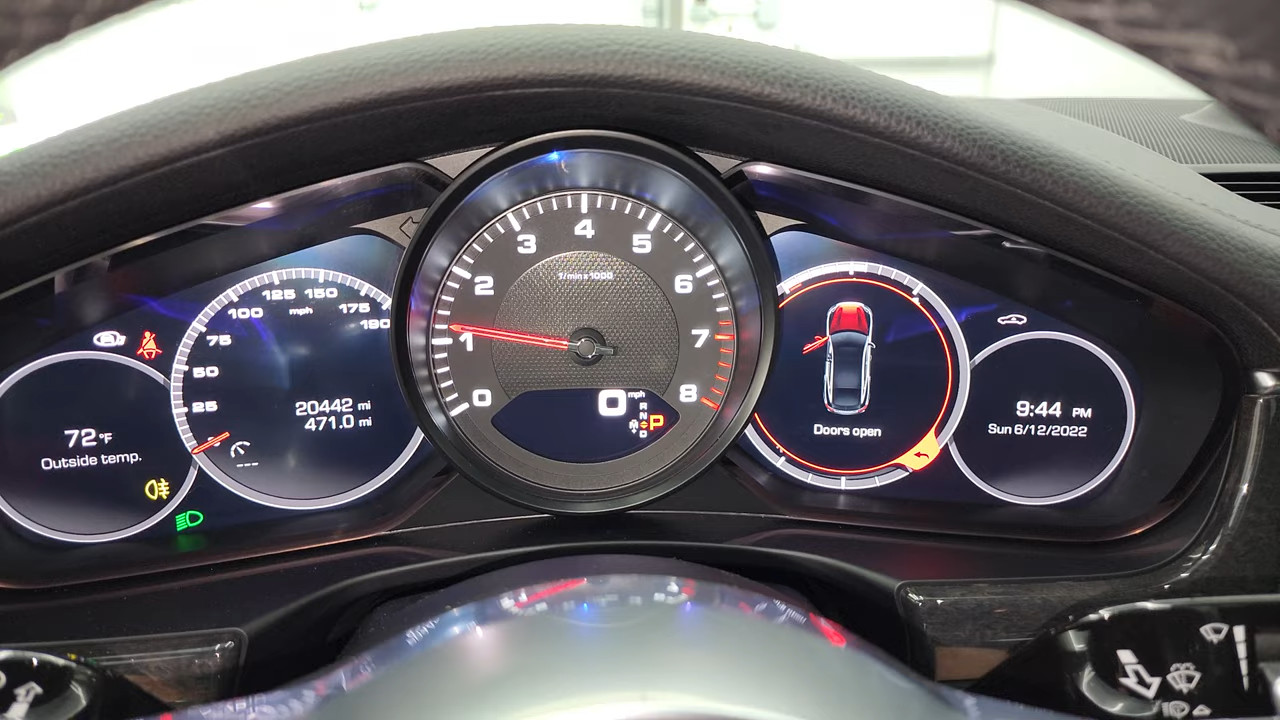 72°F
Outside temp.
25
50
75
100
125
150
175
190
mph
20442 mi
471.0 mi
---
0
1
2
3
4
5
6
7
8
1/min x 1000
0 mph
R
N
D
M
P
Doors open
9:44 PM
Sun 6/12/2022